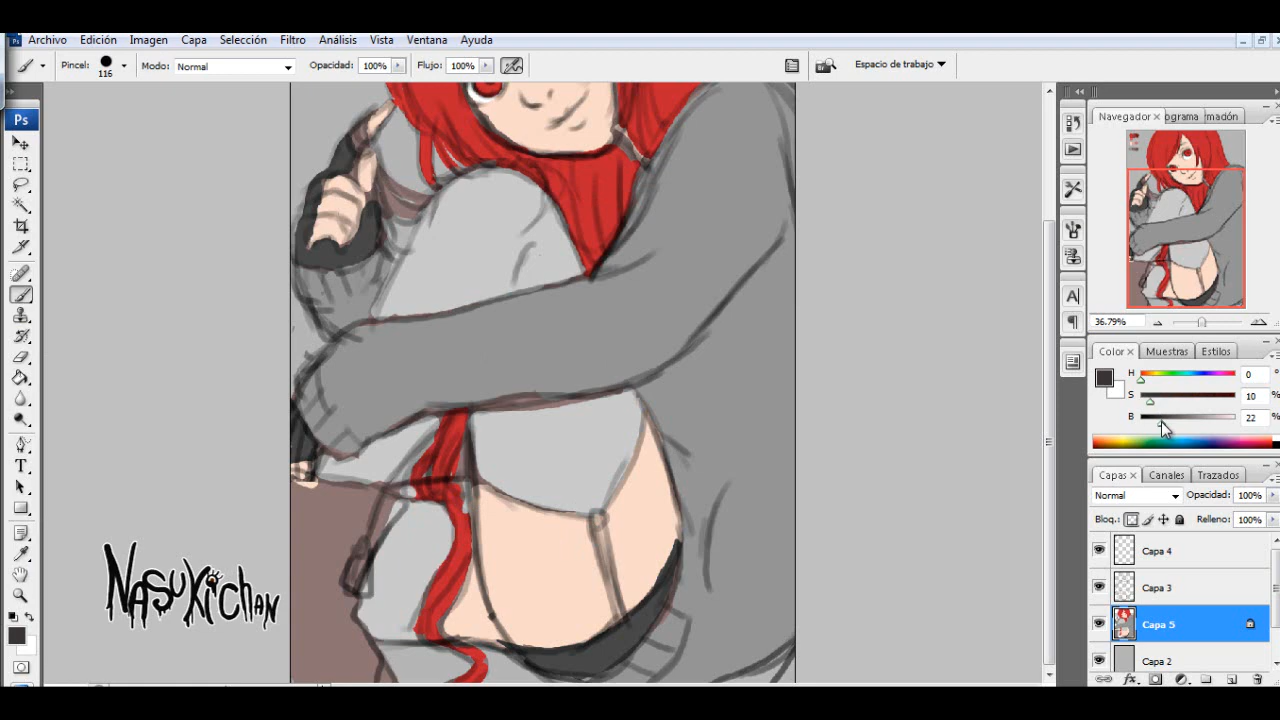 Ps Archivo Edición Imagen Capa Selección Filtro Análisis Vista Ventana Ayuda
Pincel: 116 Modo: Normal Opacidad: 100% Flujo: 100% Espacio de trabajo
Ps
Navegador ograma mación
36.79%
Color Muestras Estilos
H 0 °
S 10 %
B 22 %
Capas Canales Trazados
Normal Opacidad: 100%
Bloq.: Relleno: 100%
Capa 4
Capa 3
Capa 5
Capa 2
T
A
NASUKiChAN